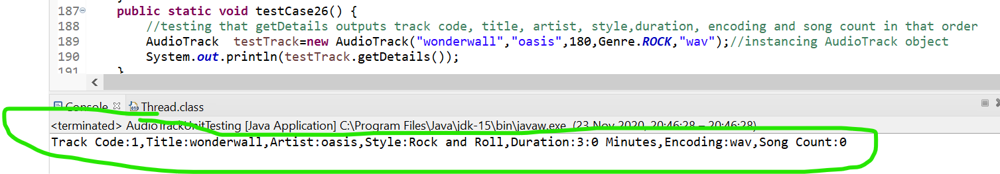 187 public static void testCase26() {
188 //testing that getDetails outputs track code, title, artist, style,duration, encoding and song count in that order
189 AudioTrack  testTrack=new AudioTrack("wonderwall","oasis",180,Genre.ROCK,"wav");//instancing AudioTrack object
190 System.out.println(testTrack.getDetails());
191 }
Console Thread.class
<terminated> AudioTrackUnitTesting [Java Application] C:\Program Files\Java\jdk-15\bin\javaw.exe (23 Nov 2020, 20:46:28 – 20:46:28)
Track Code:1,Title:wonderwall,Artist:oasis,Style:Rock and Roll,Duration:3:0 Minutes,Encoding:wav,Song Count:0